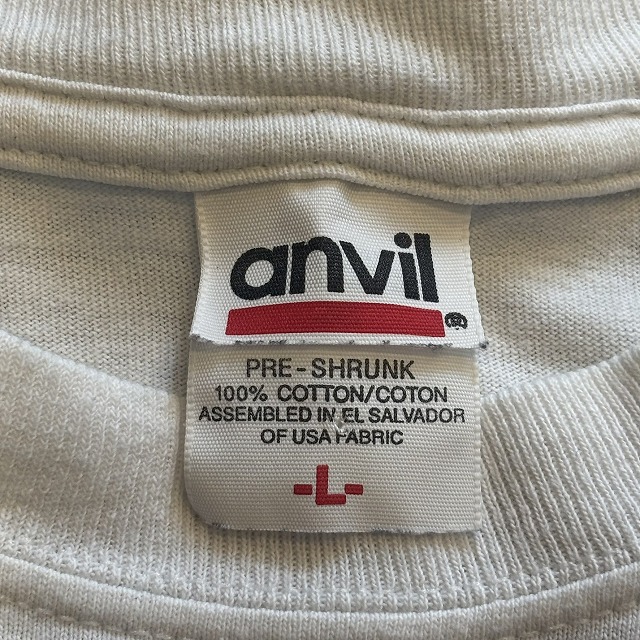 anvil
PRE-SHRUNK
100% COTTON/COTON
ASSEMBLED IN EL SALVADOR
OF USA FABRIC
-L-